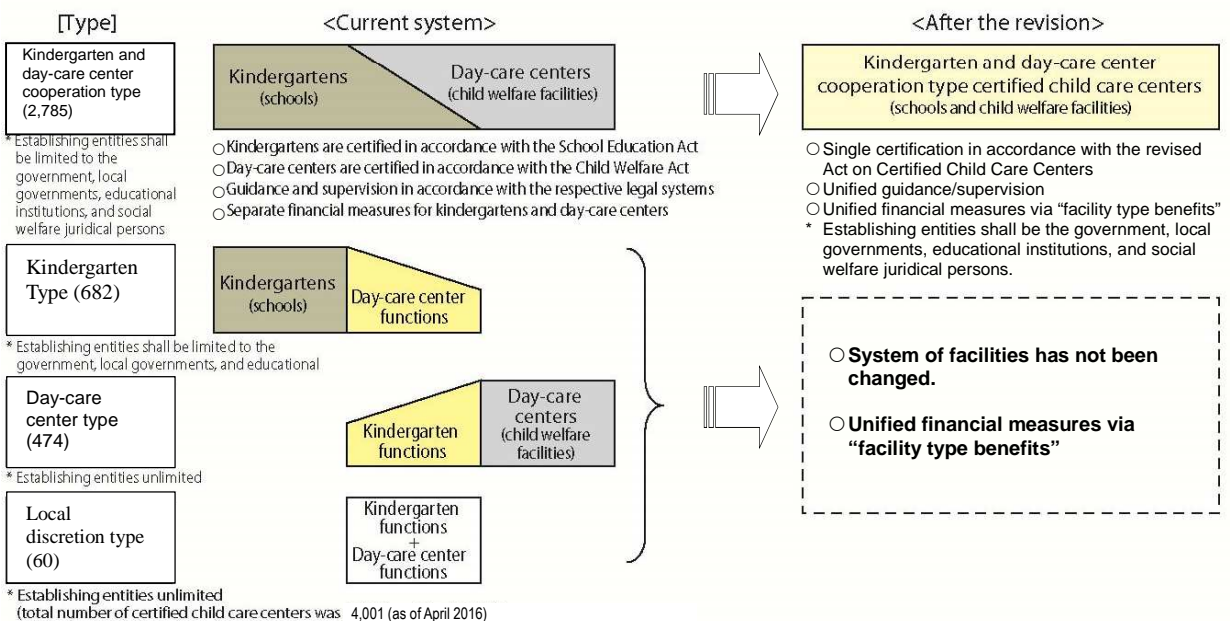 [Type]
<Current system>
<After the revision>
Kindergarten and
day-care center
cooperation type
(2,785)
* Establishing entities shall
be limited to the
government, local
governments, educational
institutions, and social
welfare juridical persons
Kindergartens
(schools)
Day-care centers
(child welfare facilities)
○Kindergartens are certified in accordance with the School Education Act
○Day-care centers are certified in accordance with the Child Welfare Act
○Guidance and supervision in accordance with the respective legal systems
○Separate financial measures for kindergartens and day-care centers
Kindergarten and day-care center
cooperation type certified child care centers
(schools and child welfare facilities)
○ Single certification in accordance with the revised
Act on Certified Child Care Centers
○ Unified guidance/supervision
○ Unified financial measures via “facility type benefits”
* Establishing entities shall be the government, local
governments, educational institutions, and social
welfare juridical persons.
Kindergarten
Type (682)
* Establishing entities shall be limited to the
government, local governments, and educational
Kindergartens
(schools)
Day-care center
functions
Day-care
center type
(474)
* Establishing entities unlimited
Kindergarten
functions
Day-care
centers
(child welfare
facilities)
Local
discretion type
(60)
* Establishing entities unlimited
(total number of certified child care centers was 4,001 (as of April 2016)
Kindergarten
functions
+
Day-care center
functions
○ System of facilities has not been
changed.
○ Unified financial measures via
“facility type benefits”